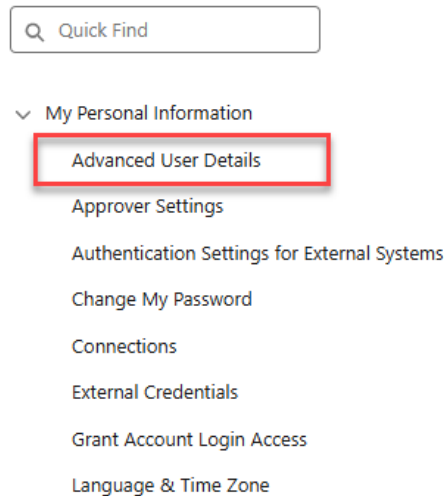 Quick Find
My Personal Information
Advanced User Details
Approver Settings
Authentication Settings for External Systems
Change My Password
Connections
External Credentials
Grant Account Login Access
Language & Time Zone